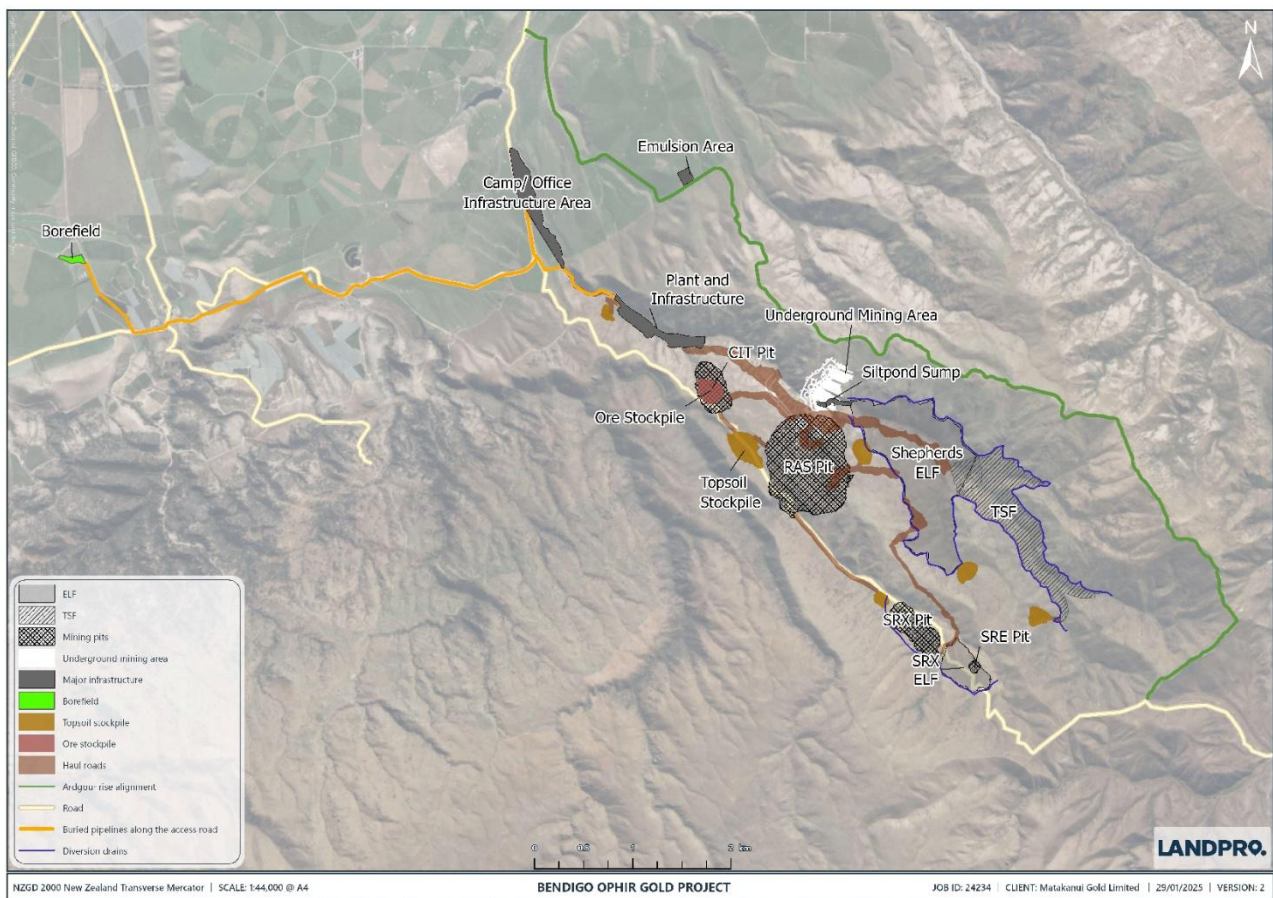 N
Emulsion Area
Camp/ Office
Infrastructure Area
Borefield
Plant and
Infrastructure
Underground Mining Area
CIT Pit
Siltpond Sump
Ore Stockpile
Shepherds
ELF
RAS Pit
Topsoil
Stockpile
TSF
SRX Pit
SRE Pit
SRX
ELF
ELF
TSF
Mining pits
Underground mining area
Major infrastructure
Borefield
Topsoil stockpile
Ore stockpile
Haul roads
Ardgour rise alignment
Road
Buried pipelines along the access road
Diversion drains
0 0.5 1 2 km
LANDPRO.
NZGD 2000 New Zealand Transverse Mercator | SCALE: 1:44,000 @ A4
BENDIGO OPHIR GOLD PROJECT
JOB ID: 24234 | CLIENT: Matakanui Gold Limited | 29/01/2025 | VERSION: 2